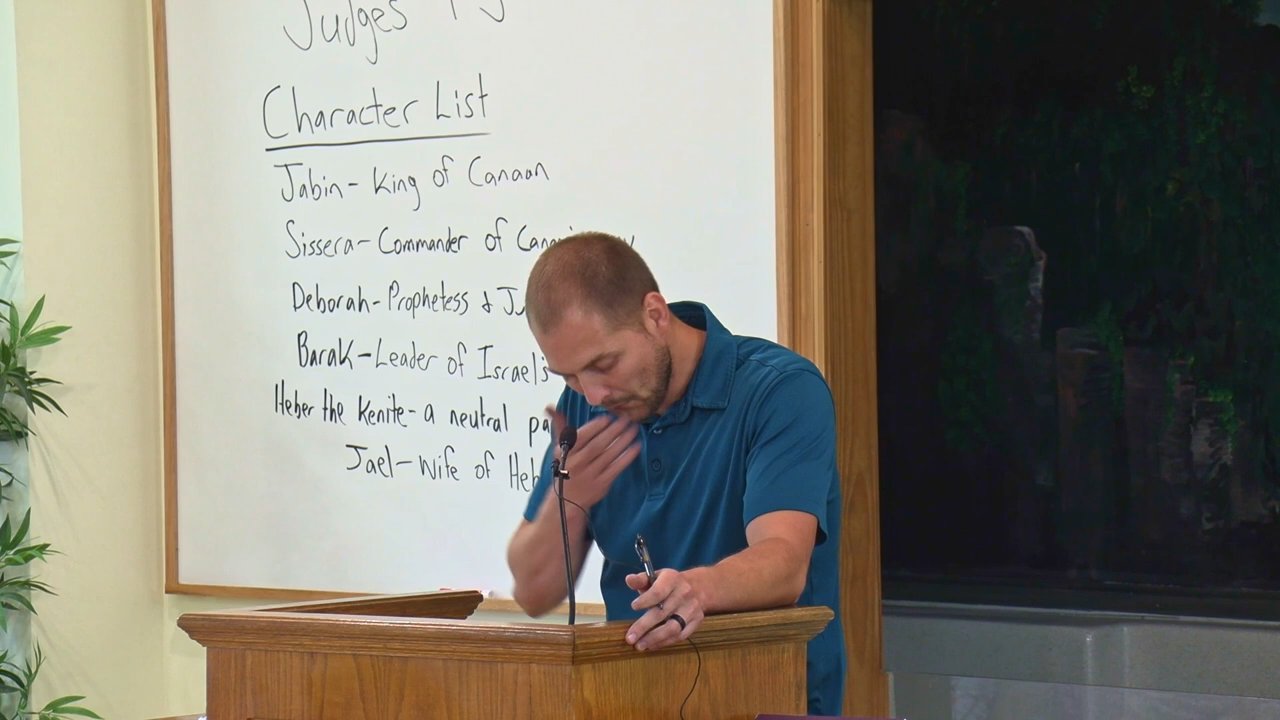 Judges
Character List
Jabin- King of Canaan
Sissera- Commander of
Deborah- Prophetess &
Barak- Leader of Israel's
Heber the Kenite- a neutral
Jael- Wife of